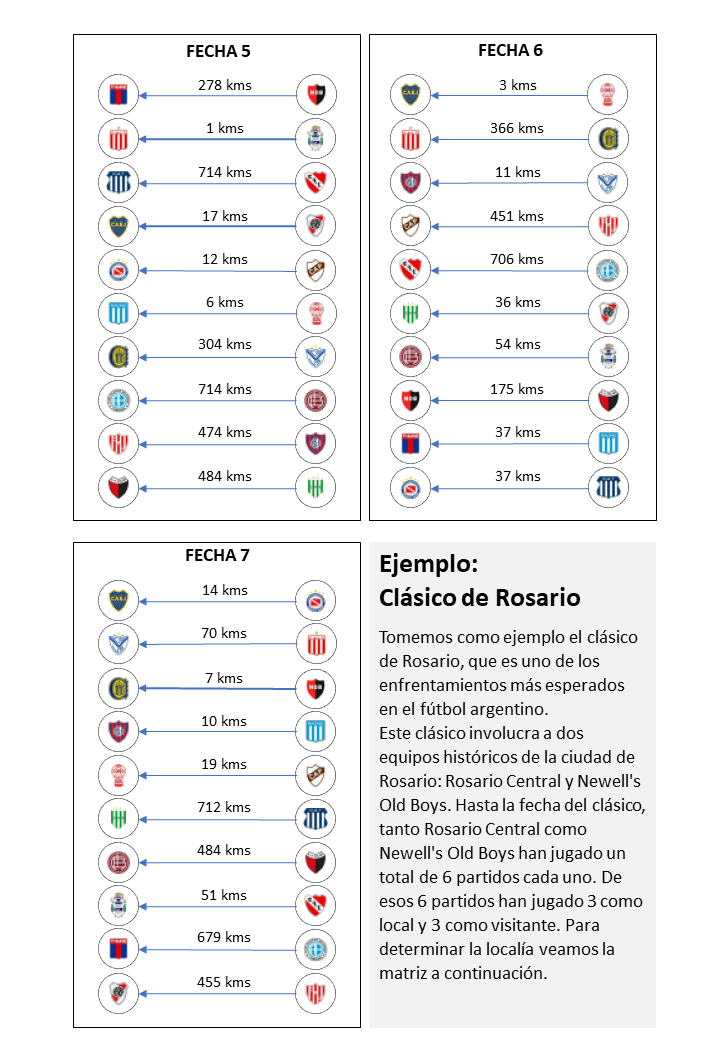 FECHA 5
278 kms
1 kms
714 kms
17 kms
12 kms
6 kms
304 kms
714 kms
474 kms
484 kms
FECHA 6
3 kms
366 kms
11 kms
451 kms
706 kms
36 kms
54 kms
175 kms
37 kms
37 kms
FECHA 7
14 kms
70 kms
7 kms
10 kms
19 kms
712 kms
484 kms
51 kms
679 kms
455 kms
Ejemplo:
Clásico de Rosario
Tomemos como ejemplo el clásico
de Rosario, que es uno de los
enfrentamientos más esperados
en el fútbol argentino.
Este clásico involucra a dos
equipos históricos de la ciudad de
Rosario: Rosario Central y Newell's
Old Boys. Hasta la fecha del clásico,
tanto Rosario Central como
Newell's Old Boys han jugado un
total de 6 partidos cada uno. De
esos 6 partidos han jugado 3 como
local y 3 como visitante. Para
determinar la localía veamos la
matriz a continuación.